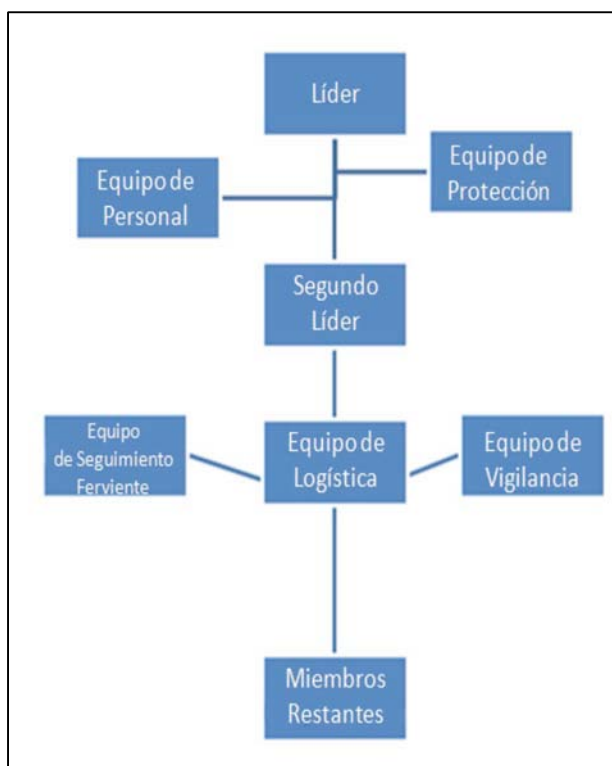 Líder
Equipo de
Personal
Equipo de
Protección
Segundo
Líder
Equipo
de Seguimiento
Ferviente
Equipo de
Logística
Equipo de
Vigilancia
Miembros
Restantes